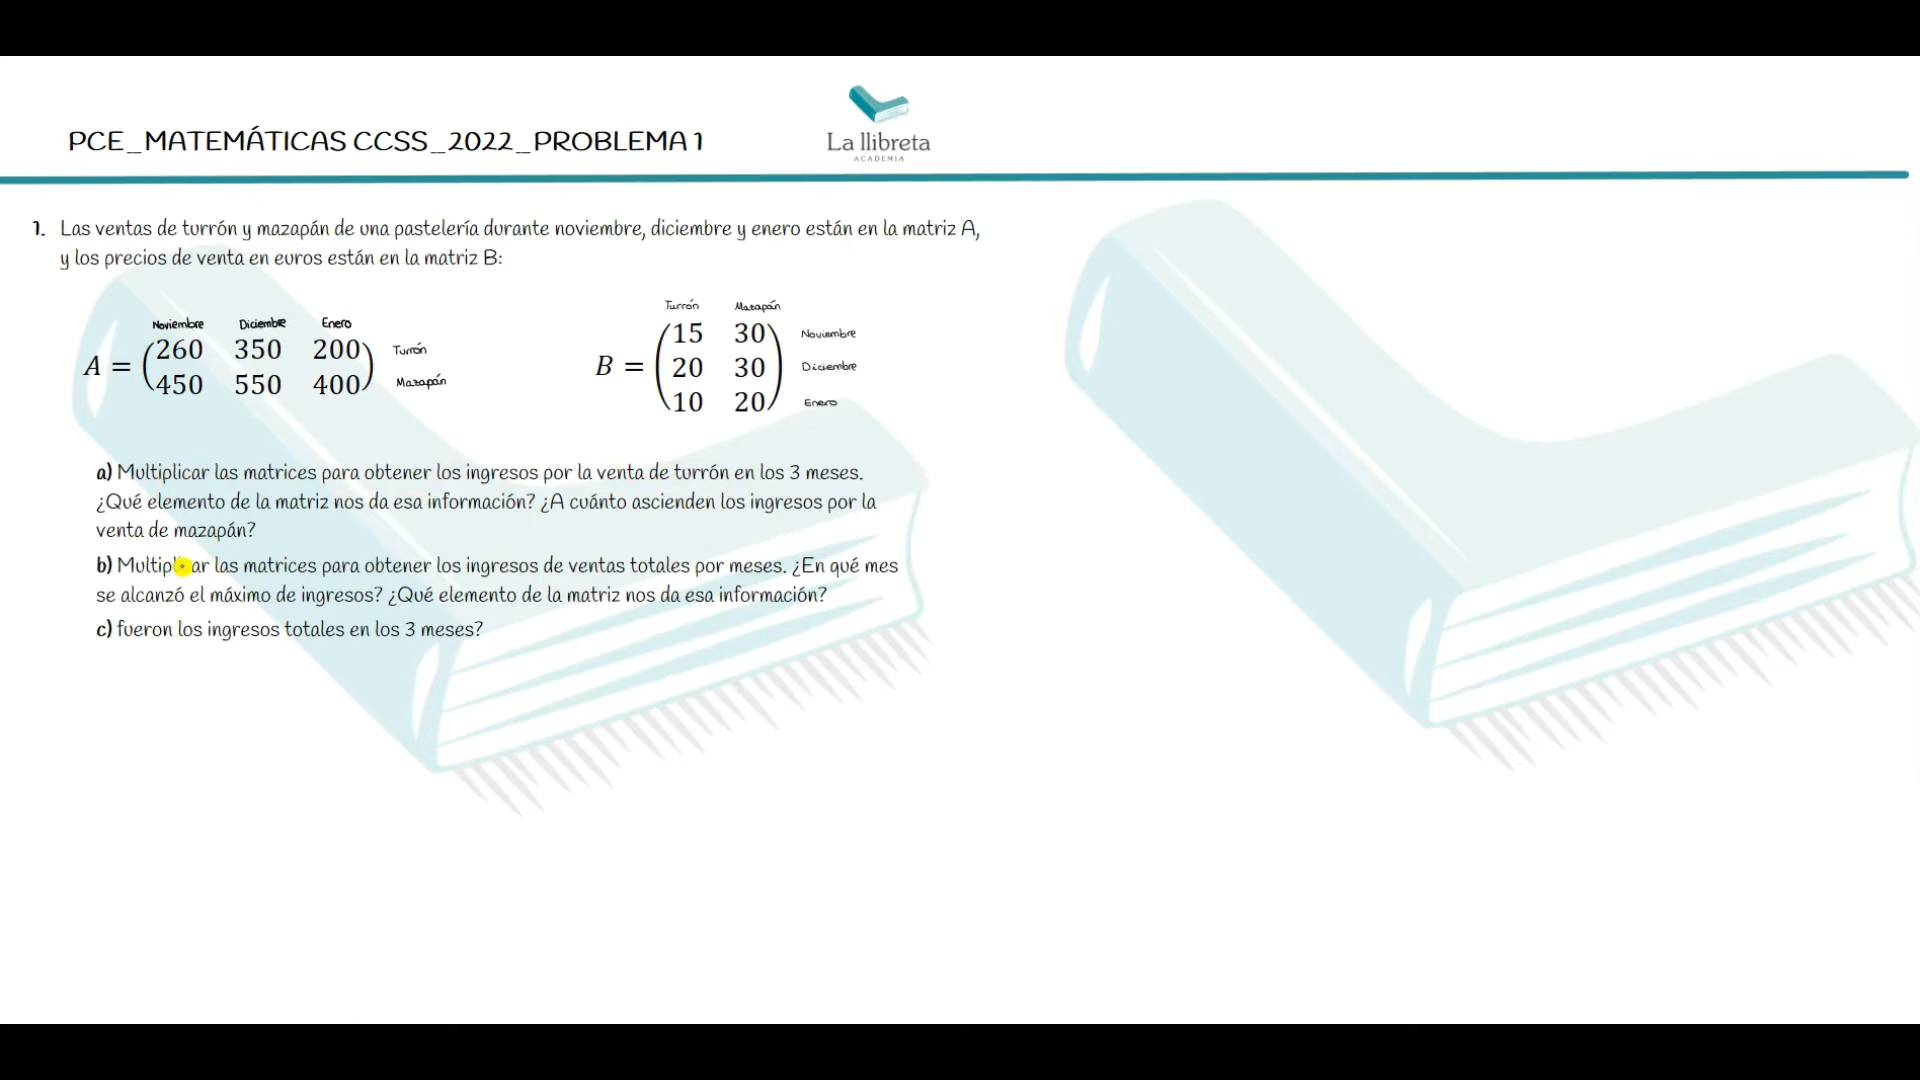 La llibreta
ACADEMIA
PCE_MATEMÁTICAS CCSS_2022_PROBLEMA 1
1. Las ventas de turrón y mazapán de una pastelería durante noviembre, diciembre y enero están en la matriz A,
y los precios de venta en euros están en la matriz B:
Noviembre Diciembre Enero
A = (260 350 200) Turrón
(450 550 400) Mazapán
Turrón Mazapán
B = (15 30) Noviembre
(20 30) Diciembre
(10 20) Enero
a) Multiplicar las matrices para obtener los ingresos por la venta de turrón en los 3 meses.
¿Qué elemento de la matriz nos da esa información? ¿A cuánto ascienden los ingresos por la
venta de mazapán?
b) Multiplicar las matrices para obtener los ingresos de ventas totales por meses. ¿En qué mes
se alcanzó el máximo de ingresos? ¿Qué elemento de la matriz nos da esa información?
c) fueron los ingresos totales en los 3 meses?